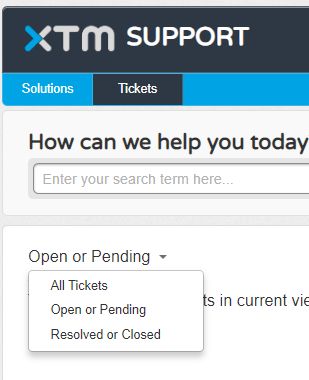 XTM SUPPORT
Solutions Tickets
How can we help you today
Enter your search term here...
Open or Pending
All Tickets
Open or Pending
ts in current vie
Resolved or Closed